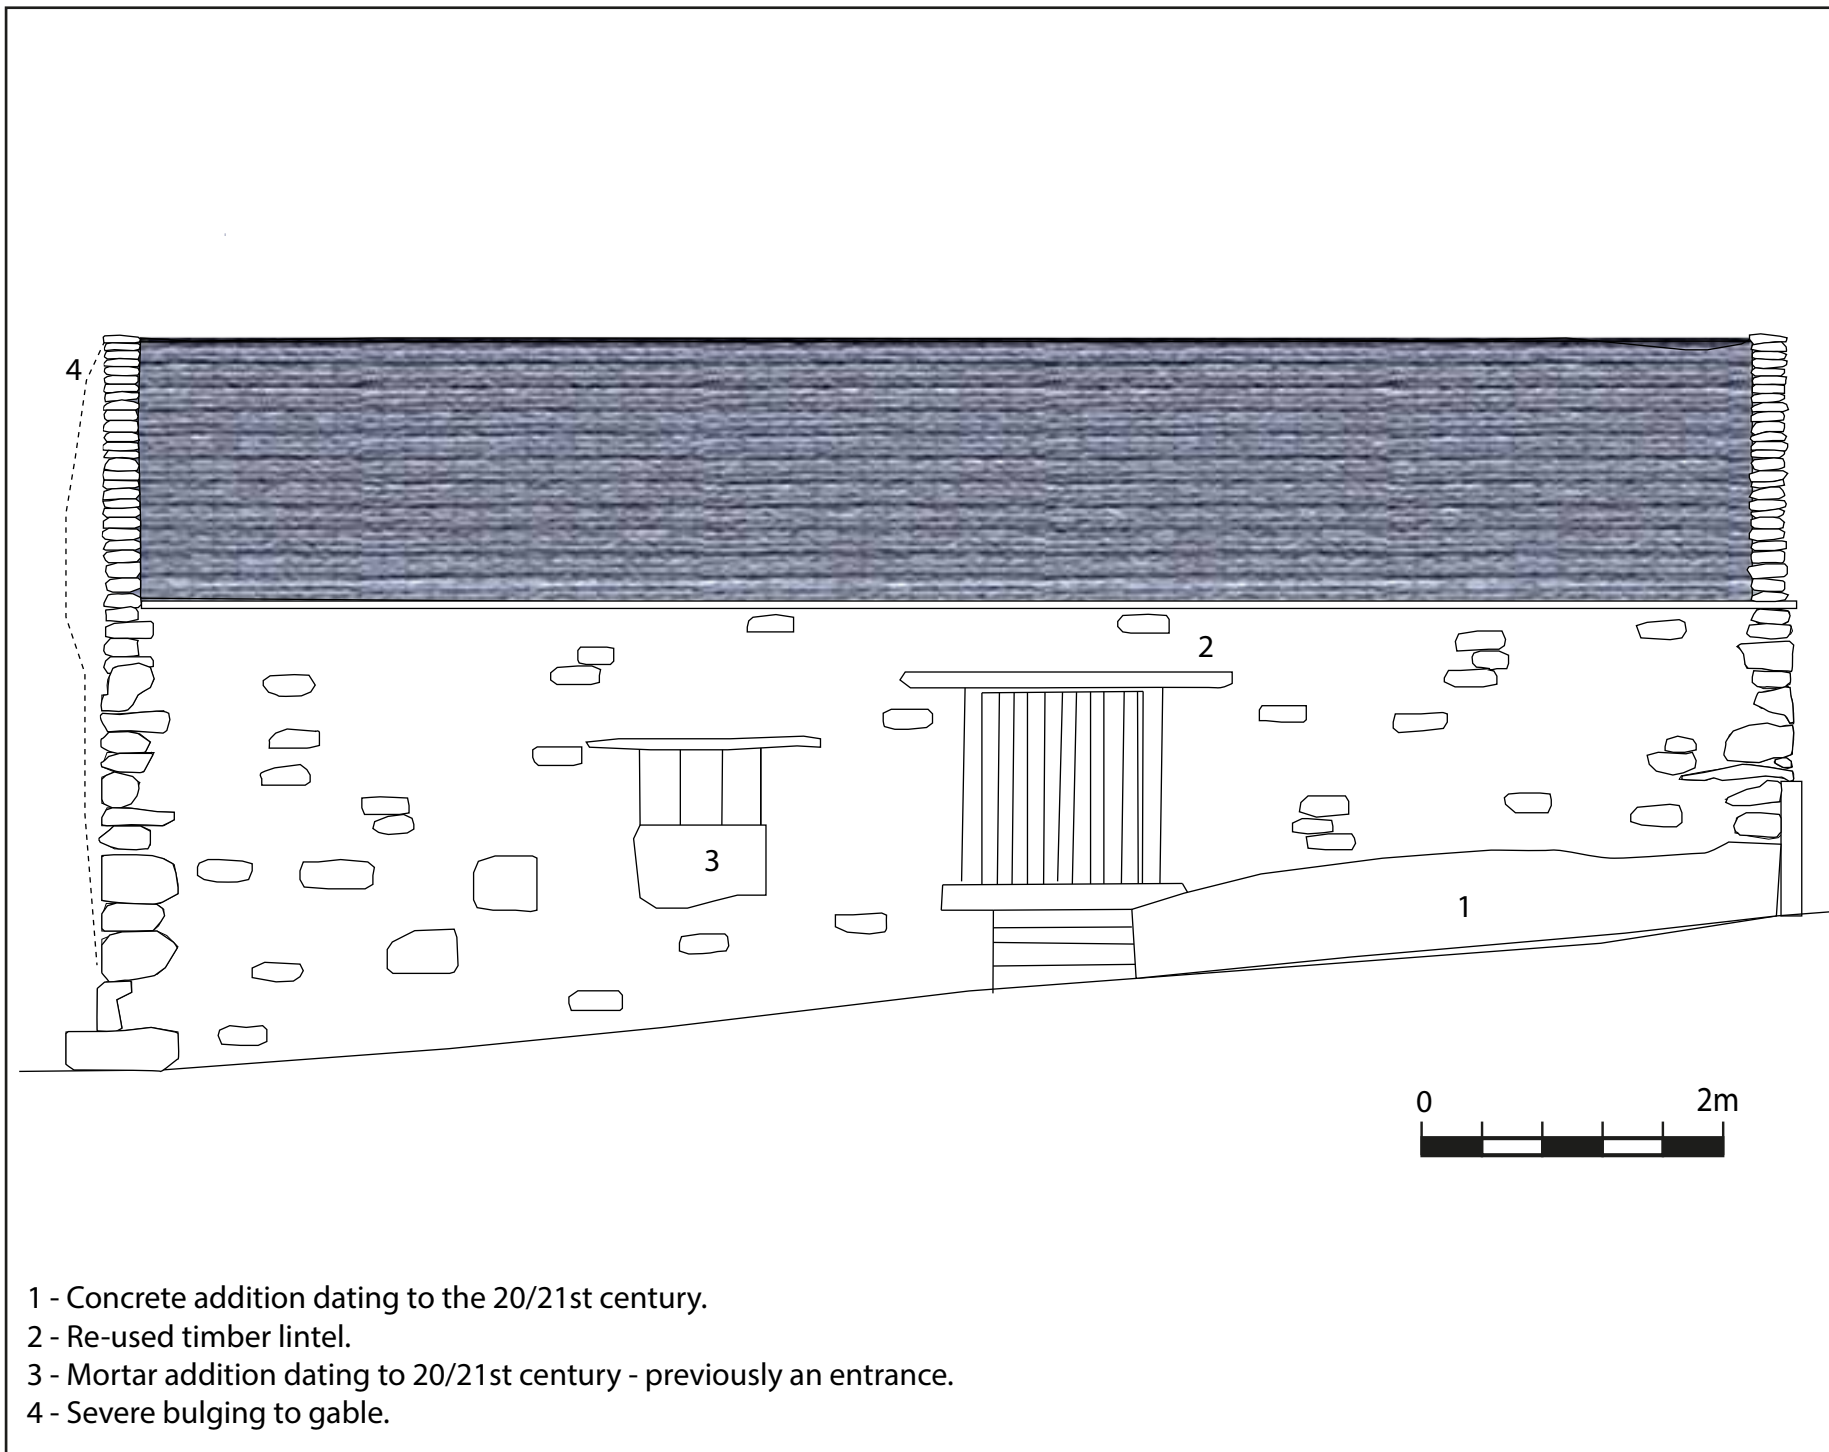 4
2
3
1
0 2m
1 - Concrete addition dating to the 20/21st century.
2 - Re-used timber lintel.
3 - Mortar addition dating to 20/21st century - previously an entrance.
4 - Severe bulging to gable.